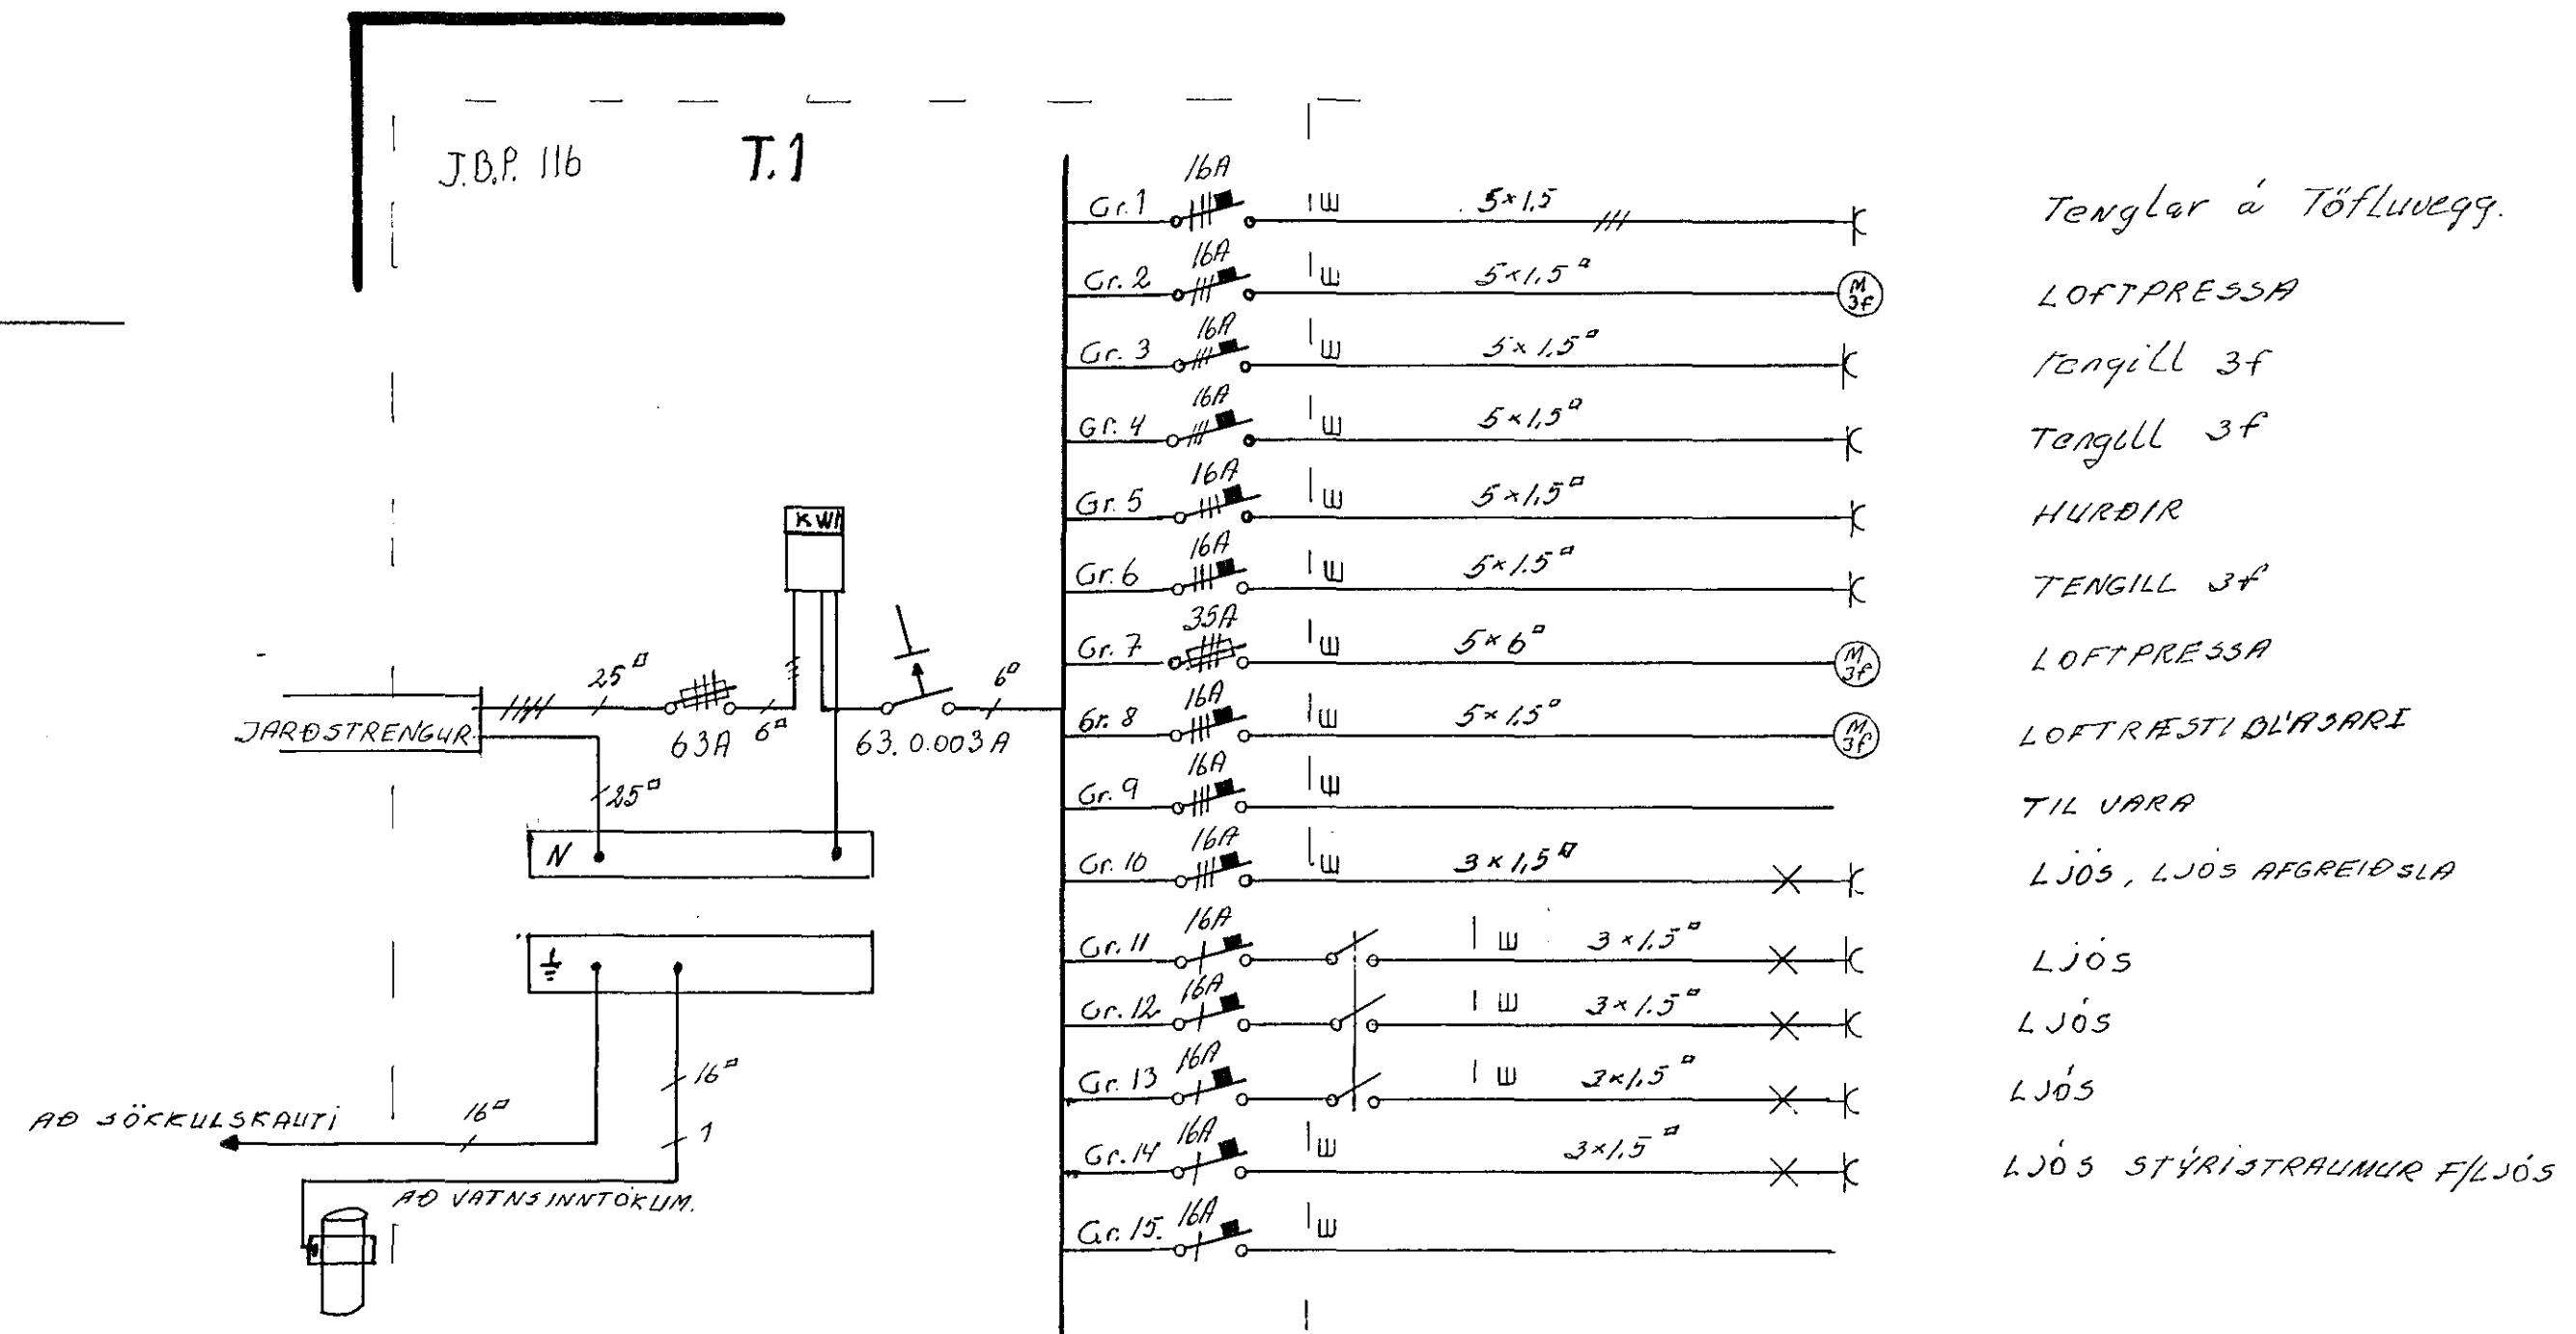 J.B.P. 116 T.1
Gr.1 16A 5×1.5 Tenglar á Töfluvegg.
Gr. 2 16A 5×1.5▫ LOFTPRESSA
Gr. 3 16A 5×1.5▫ Tengill 3f
Gr. 4 16A 5×1,5▫ Tengill 3f
Gr. 5 16A 5×1,5▫ HURÐIR
Gr. 6 16A 5×1.5▫ TENGILL 3f
Gr. 7 35A 5×6▫ M 3f LOFTPRESSA
Gr. 8 16A 5×1.5▫ M 3f LOFTRÆSTIBLÁSARI
Gr. 9 16A TIL VARA
Gr. 10 16A 3×1,5▫ LJÓS, LJÓS AFGREIÐSLA
Gr. 11 16A 3×1.5▫ LJÓS
Gr. 12 16A 3×1.5▫ LJÓS
Gr. 13 16A 3×1.5▫ LJÓS
Gr. 14 16A 3×1.5▫ LJÓS STÝRISTRAUMUR F/LJÓS
Gr. 15. 16A
M 3f
KWh
JARÐSTRENGUR
25▫ 63A 6▫ 63. 0.003A 6▫
25▫
N
16▫
AÐ SÖKKULSKAUTI 16▫ 1
AÐ VATNSINNTÖKUM.